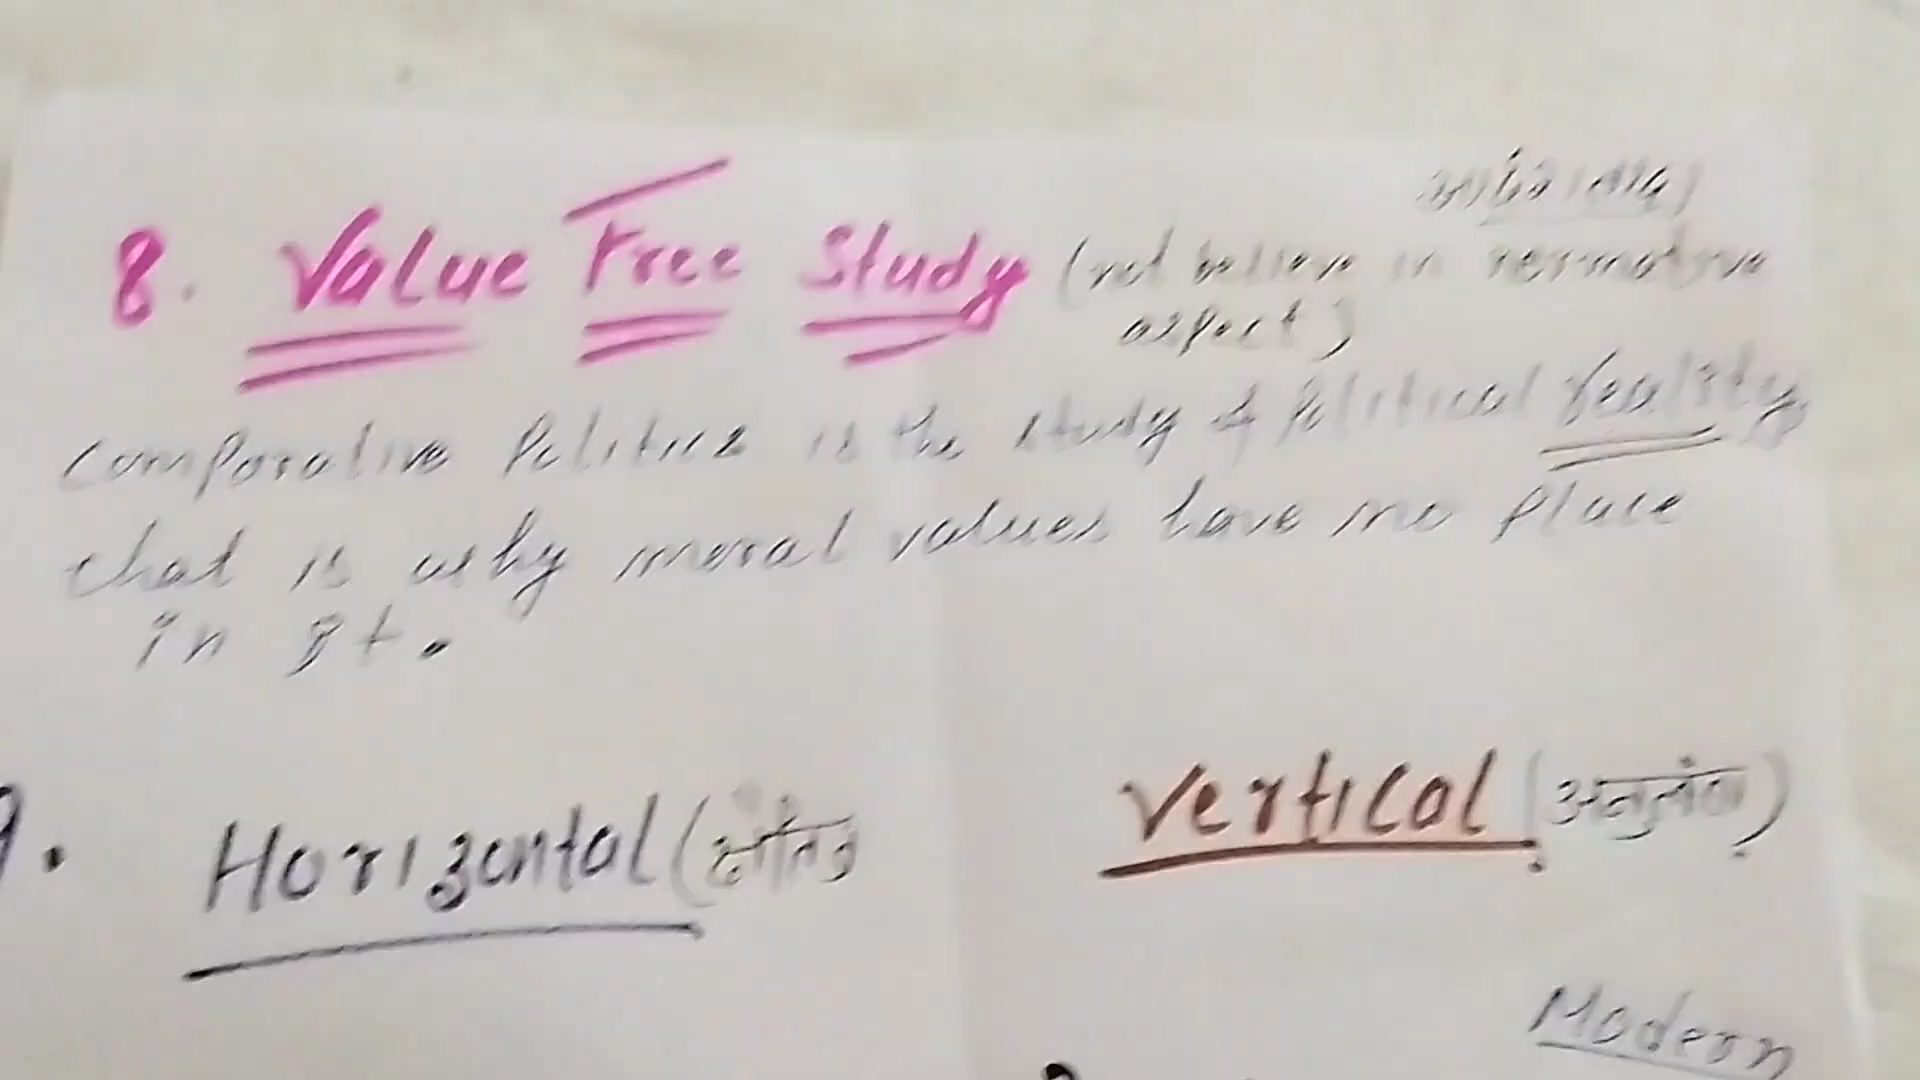 8. Value Free Study (not believe in normative
aspect)
Comparative Politics is the study of Political reality,
that is why moral values have no place
in It.
9. Horizontal (
Vertical (
Modern